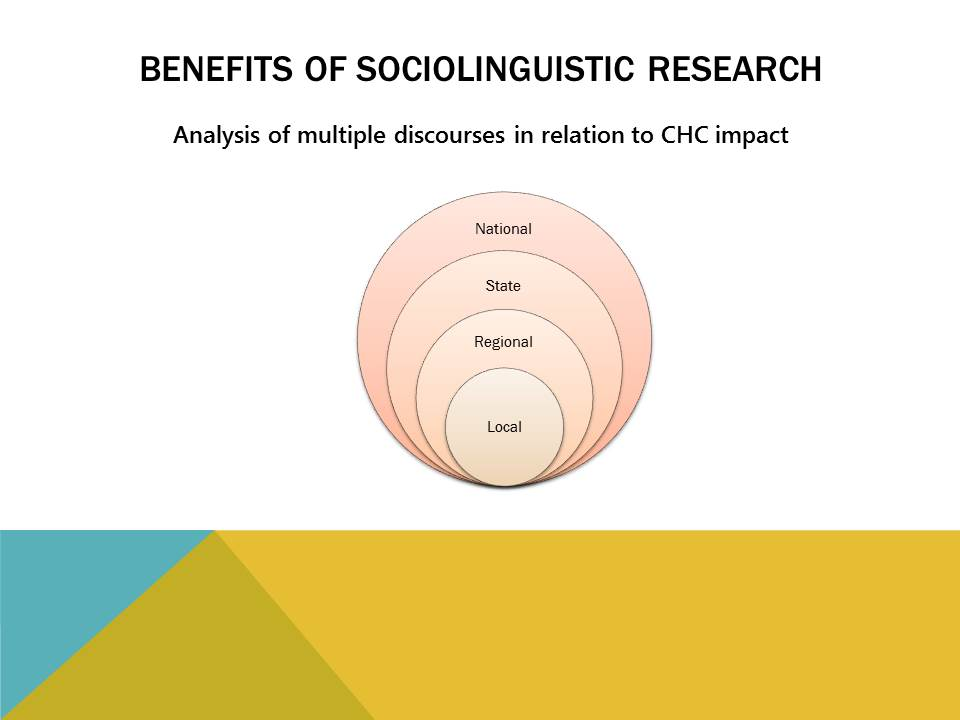 BENEFITS OF SOCIOLINGUISTIC RESEARCH
Analysis of multiple discourses in relation to CHC impact
National
State
Regional
Local